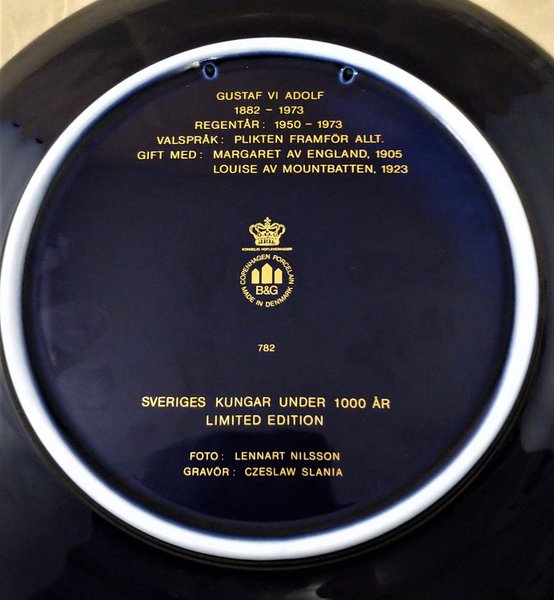 GUSTAF VI ADOLF
1882 – 1973
REGENTÅR: 1950 – 1973
VALSPRÅK: PLIKTEN FRAMFÖR ALLT.
GIFT MED: MARGARET AV ENGLAND, 1905
LOUISE AV MOUNTBATTEN, 1923
KONGELIG HOFLEVERANDØR
COPENHAGEN PORCELAIN
B&G
MADE IN DENMARK
782
SVERIGES KUNGAR UNDER 1000 ÅR
LIMITED EDITION
FOTO: LENNART NILSSON
GRAVÖR: CZESLAW SLANIA